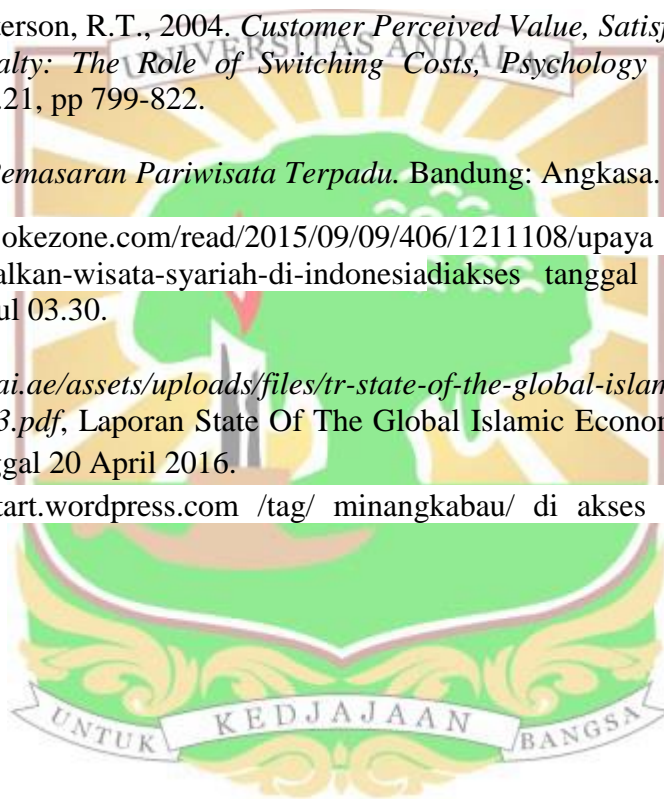 terson, R.T., 2004. Customer Perceived Value, Satisf
alty: The Role of Switching Costs, Psychology
.21, pp 799-822.
UNIVERSITAS ANDALAS
Pemasaran Pariwisata Terpadu. Bandung: Angkasa.
okezone.com/read/2015/09/09/406/1211108/upaya
alkan-wisata-syariah-di-indonesiadiakses tanggal
ul 03.30.
ai.ae/assets/uploads/files/tr-state-of-the-global-islam
3.pdf, Laporan State Of The Global Islamic Econom
ggal 20 April 2016.
tart.wordpress.com /tag/ minangkabau/ di akses
UNTUK KEDJAJAAN BANGSA